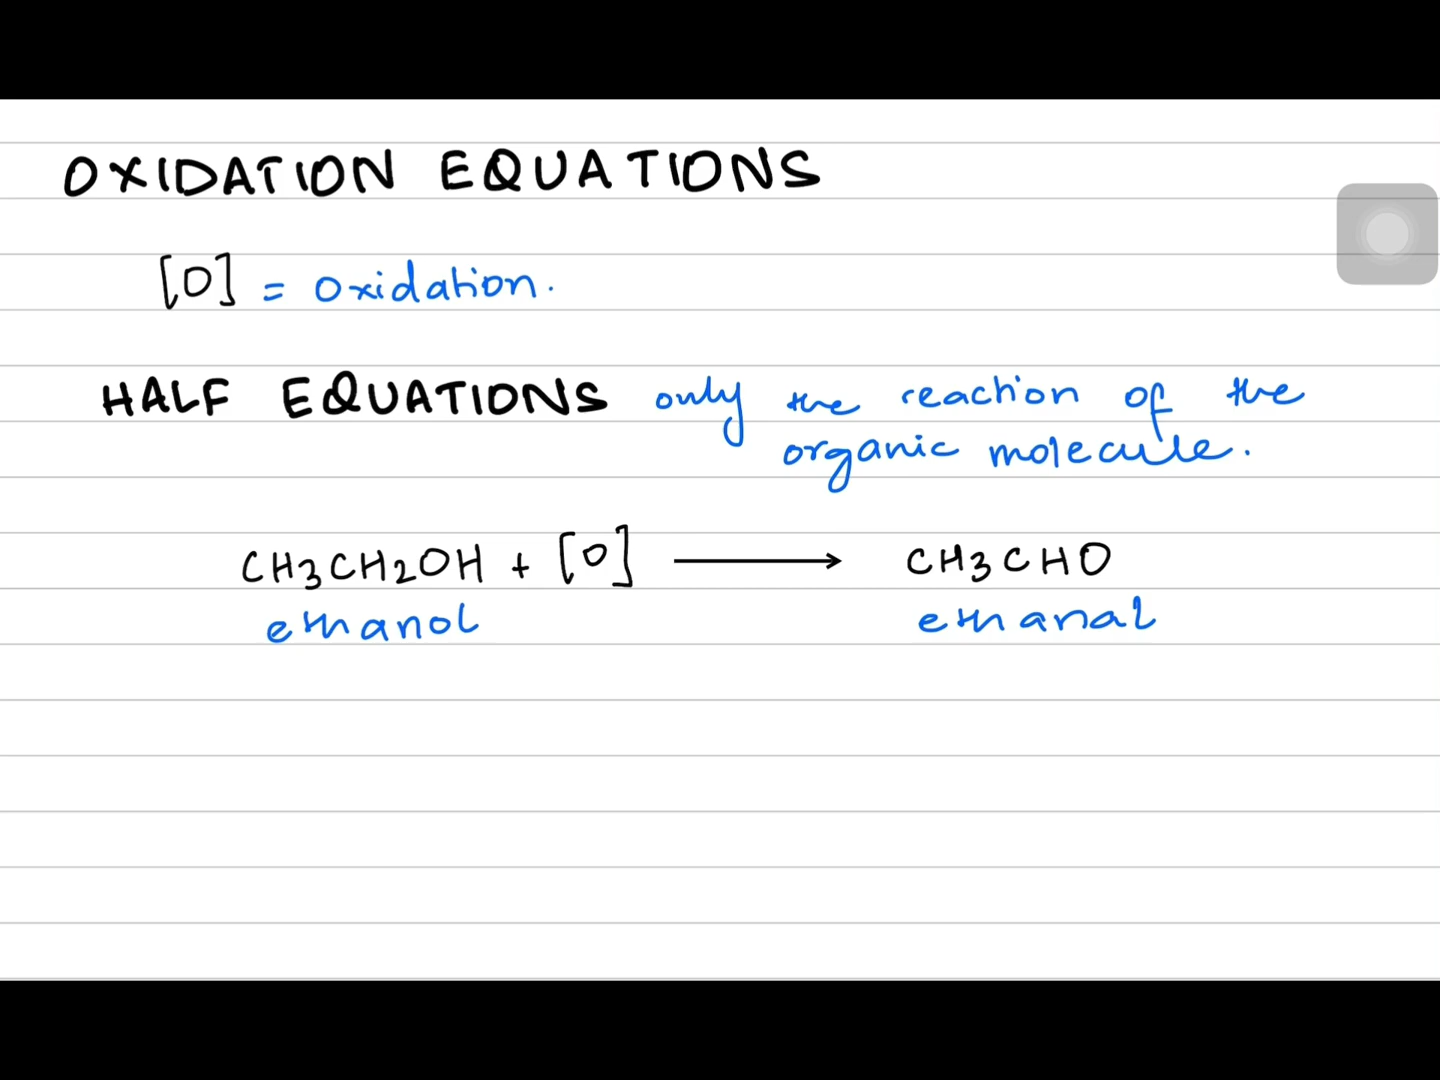 OXIDATION EQUATIONS
[O] = oxidation.
HALF EQUATIONS only the reaction of the
organic molecule.
CH3CH2OH + [O] ⟶ CH3CHO
ethanol ethanal